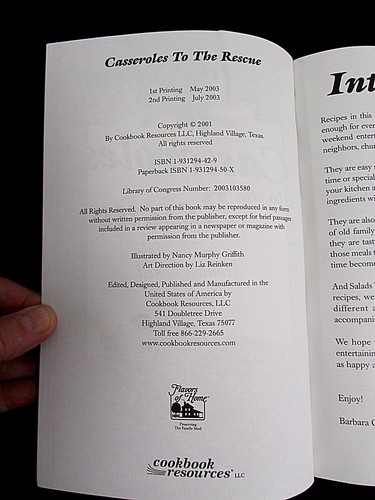 Casseroles To The Rescue
1st Printing May 2003
2nd Printing July 2003
Copyright © 2001
By Cookbook Resources LLC, Highland Village, Texas.
All rights reserved
ISBN 1-931294-42-9
Paperback ISBN 1-931294-50-X
Library of Congress Number: 2003103580
All Rights Reserved. No part of this book may be reproduced in any form
without written permission from the publisher, except for brief passages
included in a review appearing in a newspaper or magazine with
permission from the publisher.
Illustrated by Nancy Murphy Griffith
Art Direction by Liz Reinken
Edited, Designed, Published and Manufactured in the
United States of America by
Cookbook Resources, LLC
541 Doubletree Drive
Highland Village, Texas 75077
Toll free 866-229-2665
www.cookbookresources.com
Flavors
of Home
Preserving
The Family Meal
cookbook
resources LLC
Int
Recipes in this
enough for ever
weekend entert
neighbors, chu
They are easy
time or special
your kitchen a
ingredients wi
They are also
of old family
they are tast
those meals t
time become
And Salads
recipes, we
different a
accompani
We hope
entertainin
as happy a
Enjoy!
Barbara C